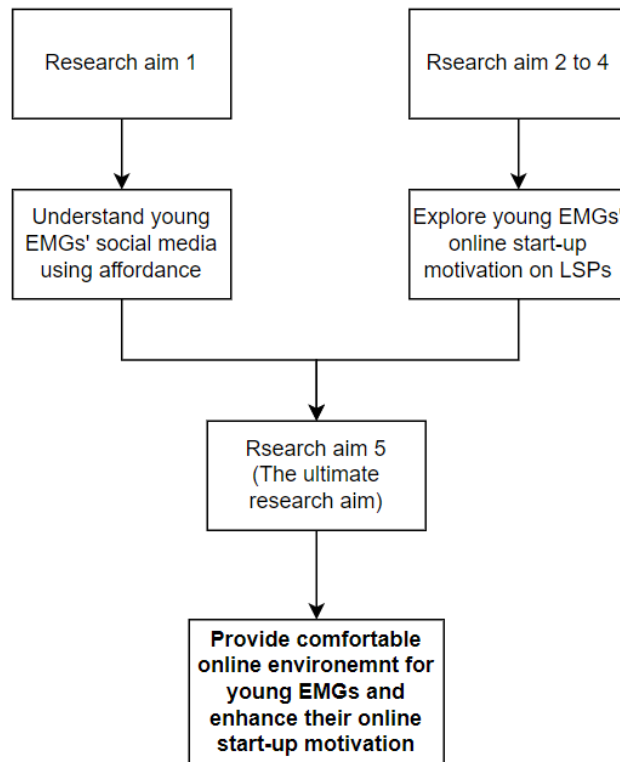 Research aim 1
Rsearch aim 2 to 4
Understand young
EMGs' social media
using affordance
Explore young EMGs'
online start-up
motivation on LSPs
Rsearch aim 5
(The ultimate
research aim)
Provide comfortable
online environemnt for
young EMGs and
enhance their online
start-up motivation